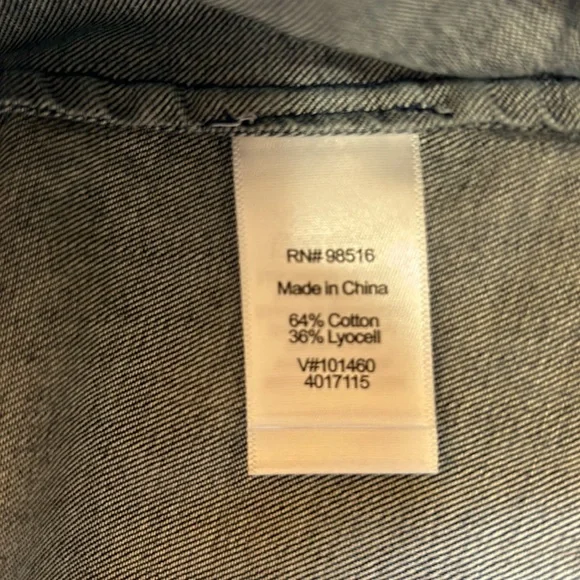 RN# 98516
Made in China
64% Cotton
36% Lyocell
V#101460
4017115